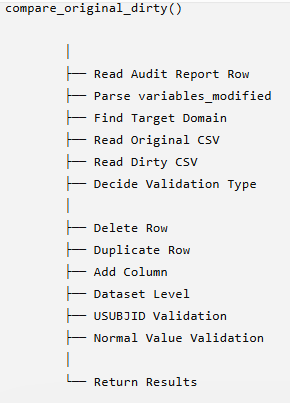 compare_original_dirty()
│
├── Read Audit Report Row
├── Parse variables_modified
├── Find Target Domain
├── Read Original CSV
├── Read Dirty CSV
├── Decide Validation Type
│
├── Delete Row
├── Duplicate Row
├── Add Column
├── Dataset Level
├── USUBJID Validation
├── Normal Value Validation
│
└── Return Results